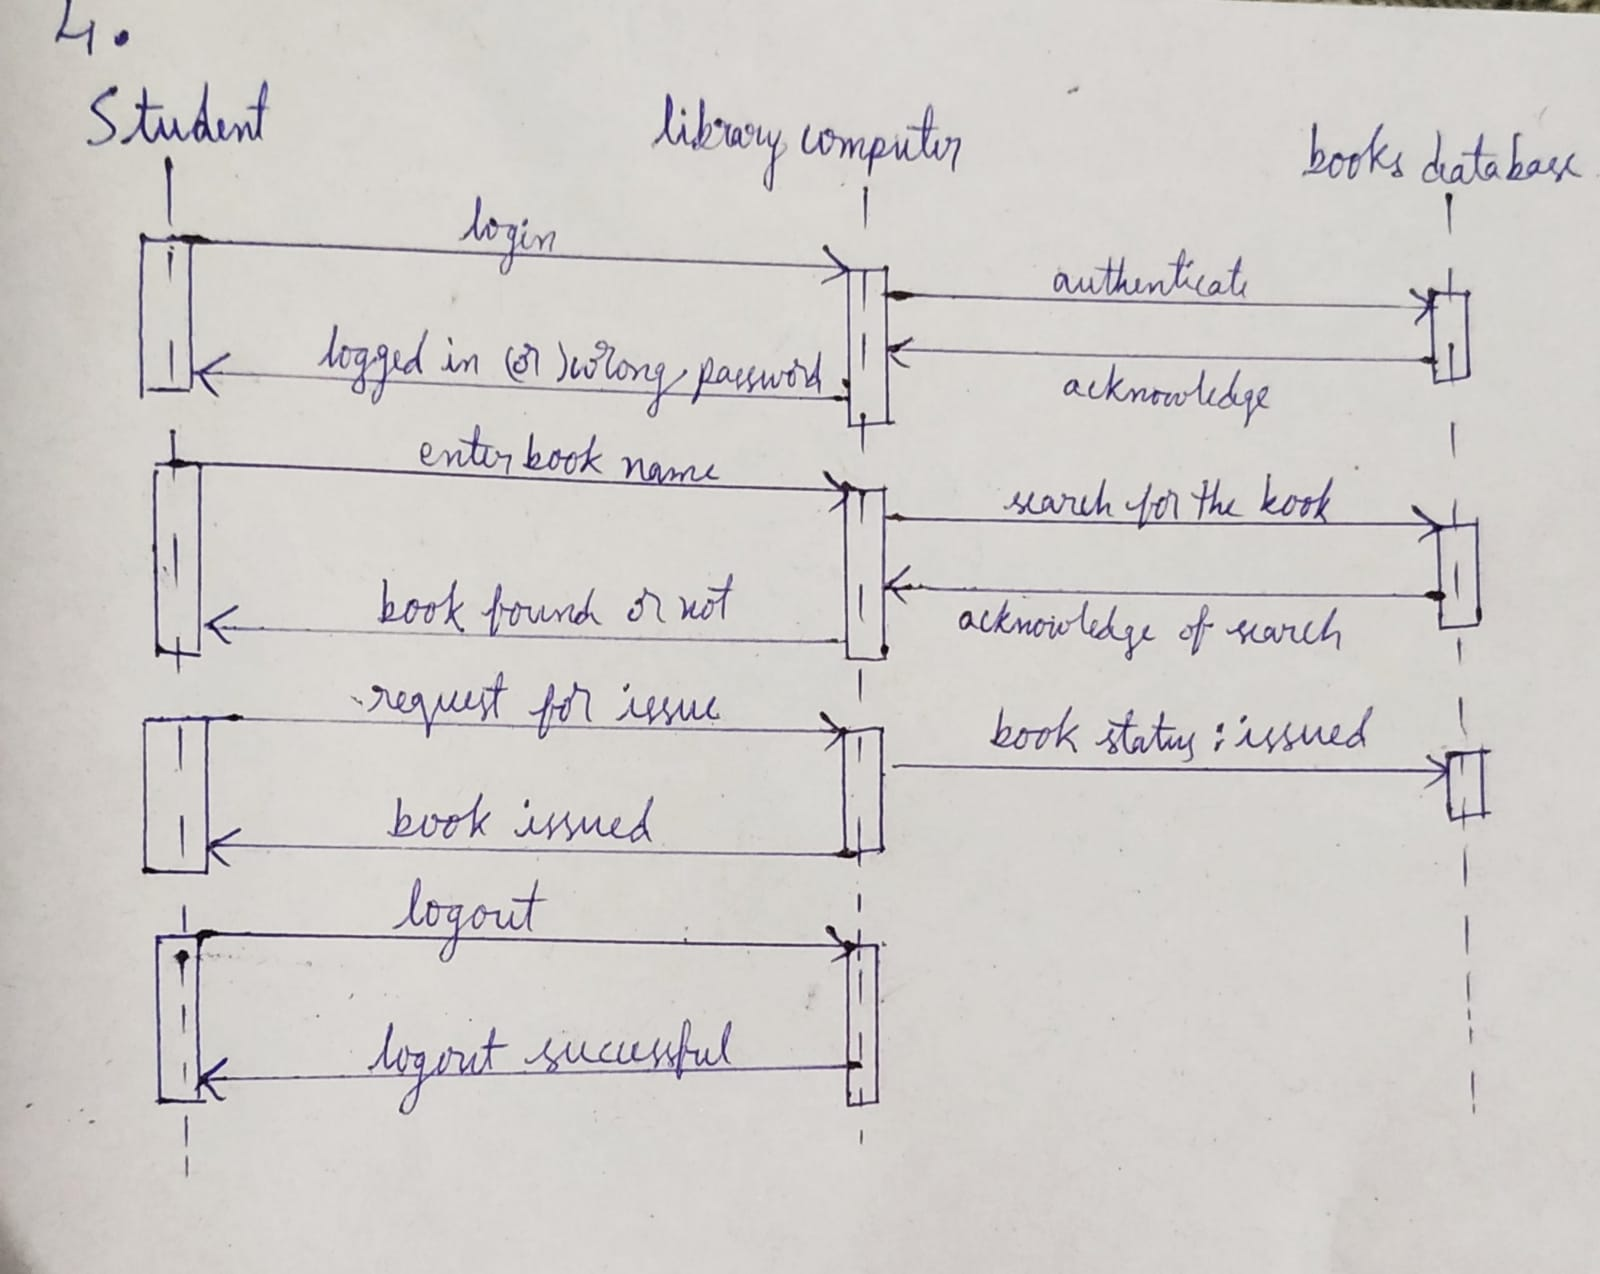 4.
Student
library computer
books database
login
authenticate
logged in (or) wrong password
acknowledge
enter book name
search for the book
book found or not
acknowledge of search
request for issue
book status : issued
book issued
logout
logout successful